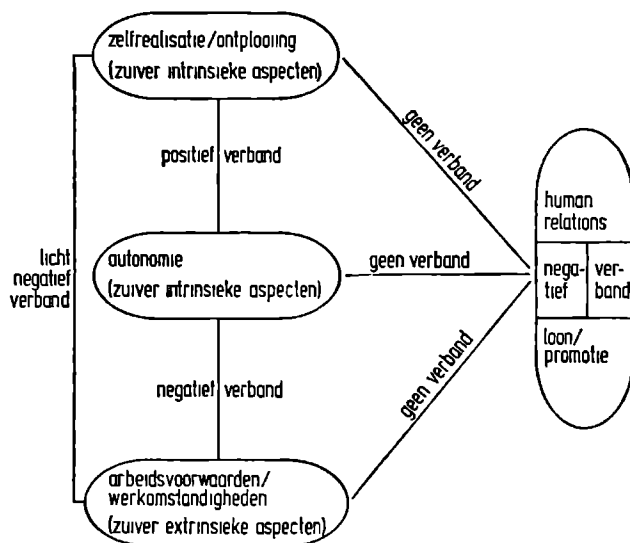 zelfrealisatie/ontplooiing
(zuiver intrinsieke aspecten)
geen verband
positief verband
human
relations
licht
negatief
verband
autonomie
(zuiver intrinsieke aspecten)
geen verband
nega-
tief
ver-
band
loon/
promotie
negatief verband
geen verband
arbeidsvoorwaarden/
werkomstandigheden
(zuiver extrinsieke aspecten)